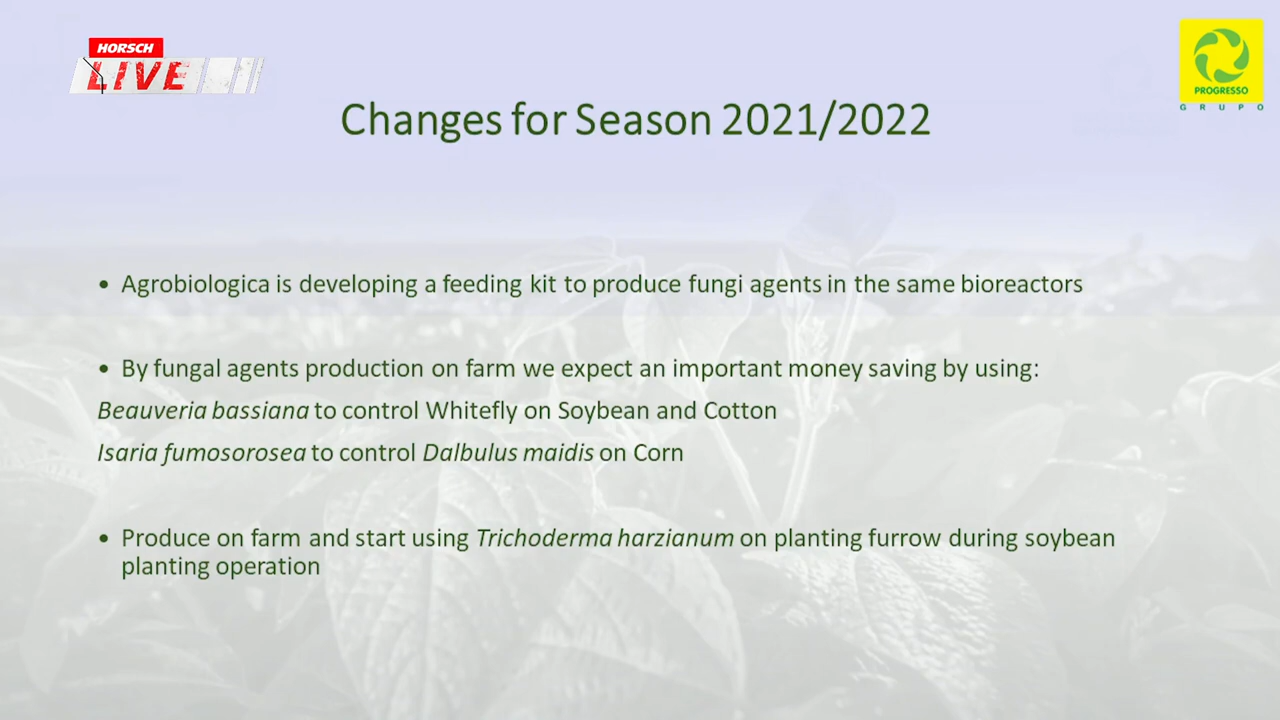 HORSCH
LIVE
PROGRESSO
GRUPO
Changes for Season 2021/2022
• Agrobiologica is developing a feeding kit to produce fungi agents in the same bioreactors
• By fungal agents production on farm we expect an important money saving by using:
Beauveria bassiana to control Whitefly on Soybean and Cotton
Isaria fumosorosea to control Dalbulus maidis on Corn
• Produce on farm and start using Trichoderma harzianum on planting furrow during soybean
planting operation